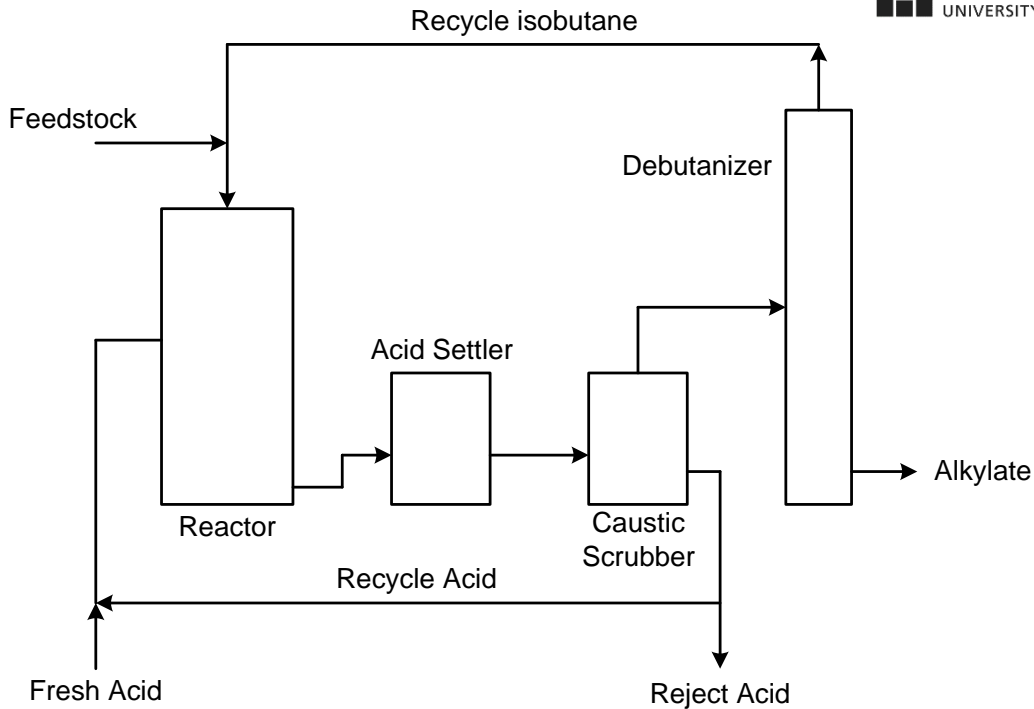 UNIVERSITY
Recycle isobutane
Feedstock
Debutanizer
Acid Settler
Alkylate
Reactor
Caustic
Scrubber
Recycle Acid
Fresh Acid
Reject Acid